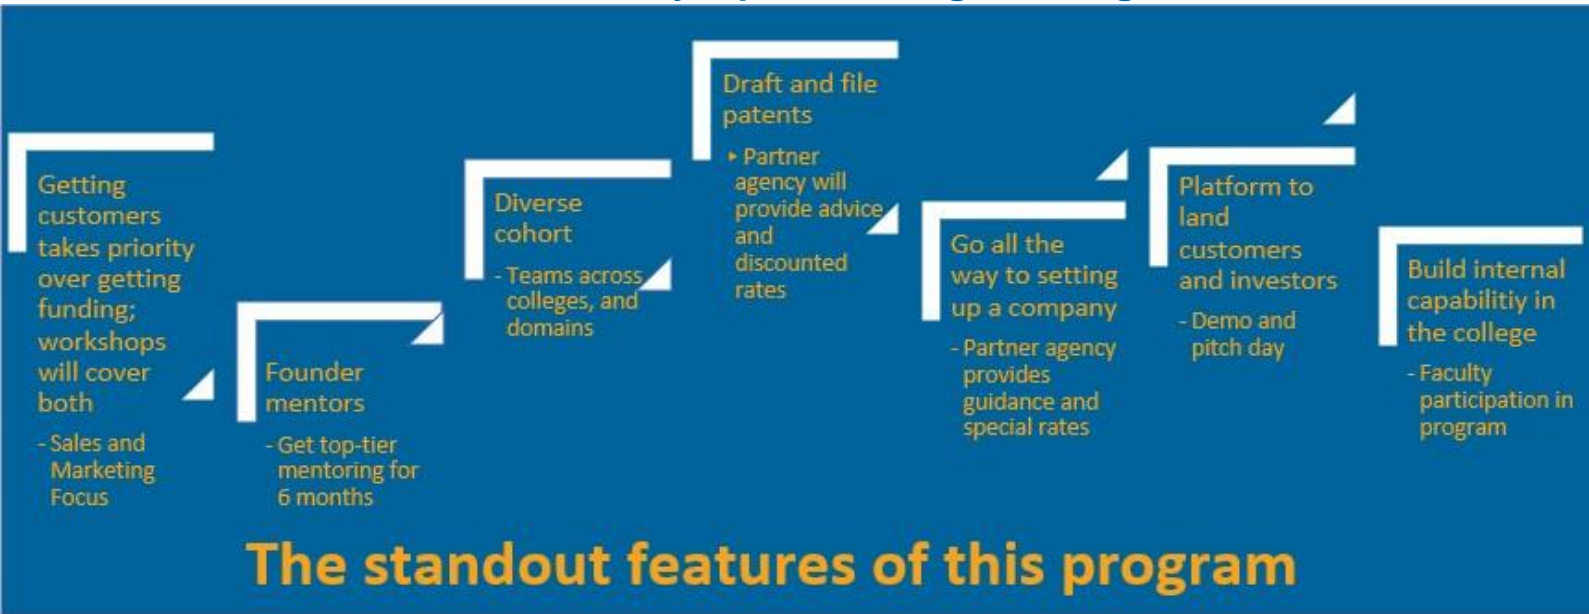 Getting
customers
takes priority
over getting
funding;
workshops
will cover
both
- Sales and
Marketing
Focus
Founder
mentors
- Get top-tier
mentoring for
6 months
Diverse
cohort
- Teams across
colleges, and
domains
Draft and file
patents
▸ Partner
agency will
provide advice
and
discounted
rates
Go all the
way to setting
up a company
- Partner agency
provides
guidance and
special rates
Platform to
land
customers
and investors
- Demo and
pitch day
Build internal
capabilitiy in
the college
- Faculty
participation in
program
The standout features of this program